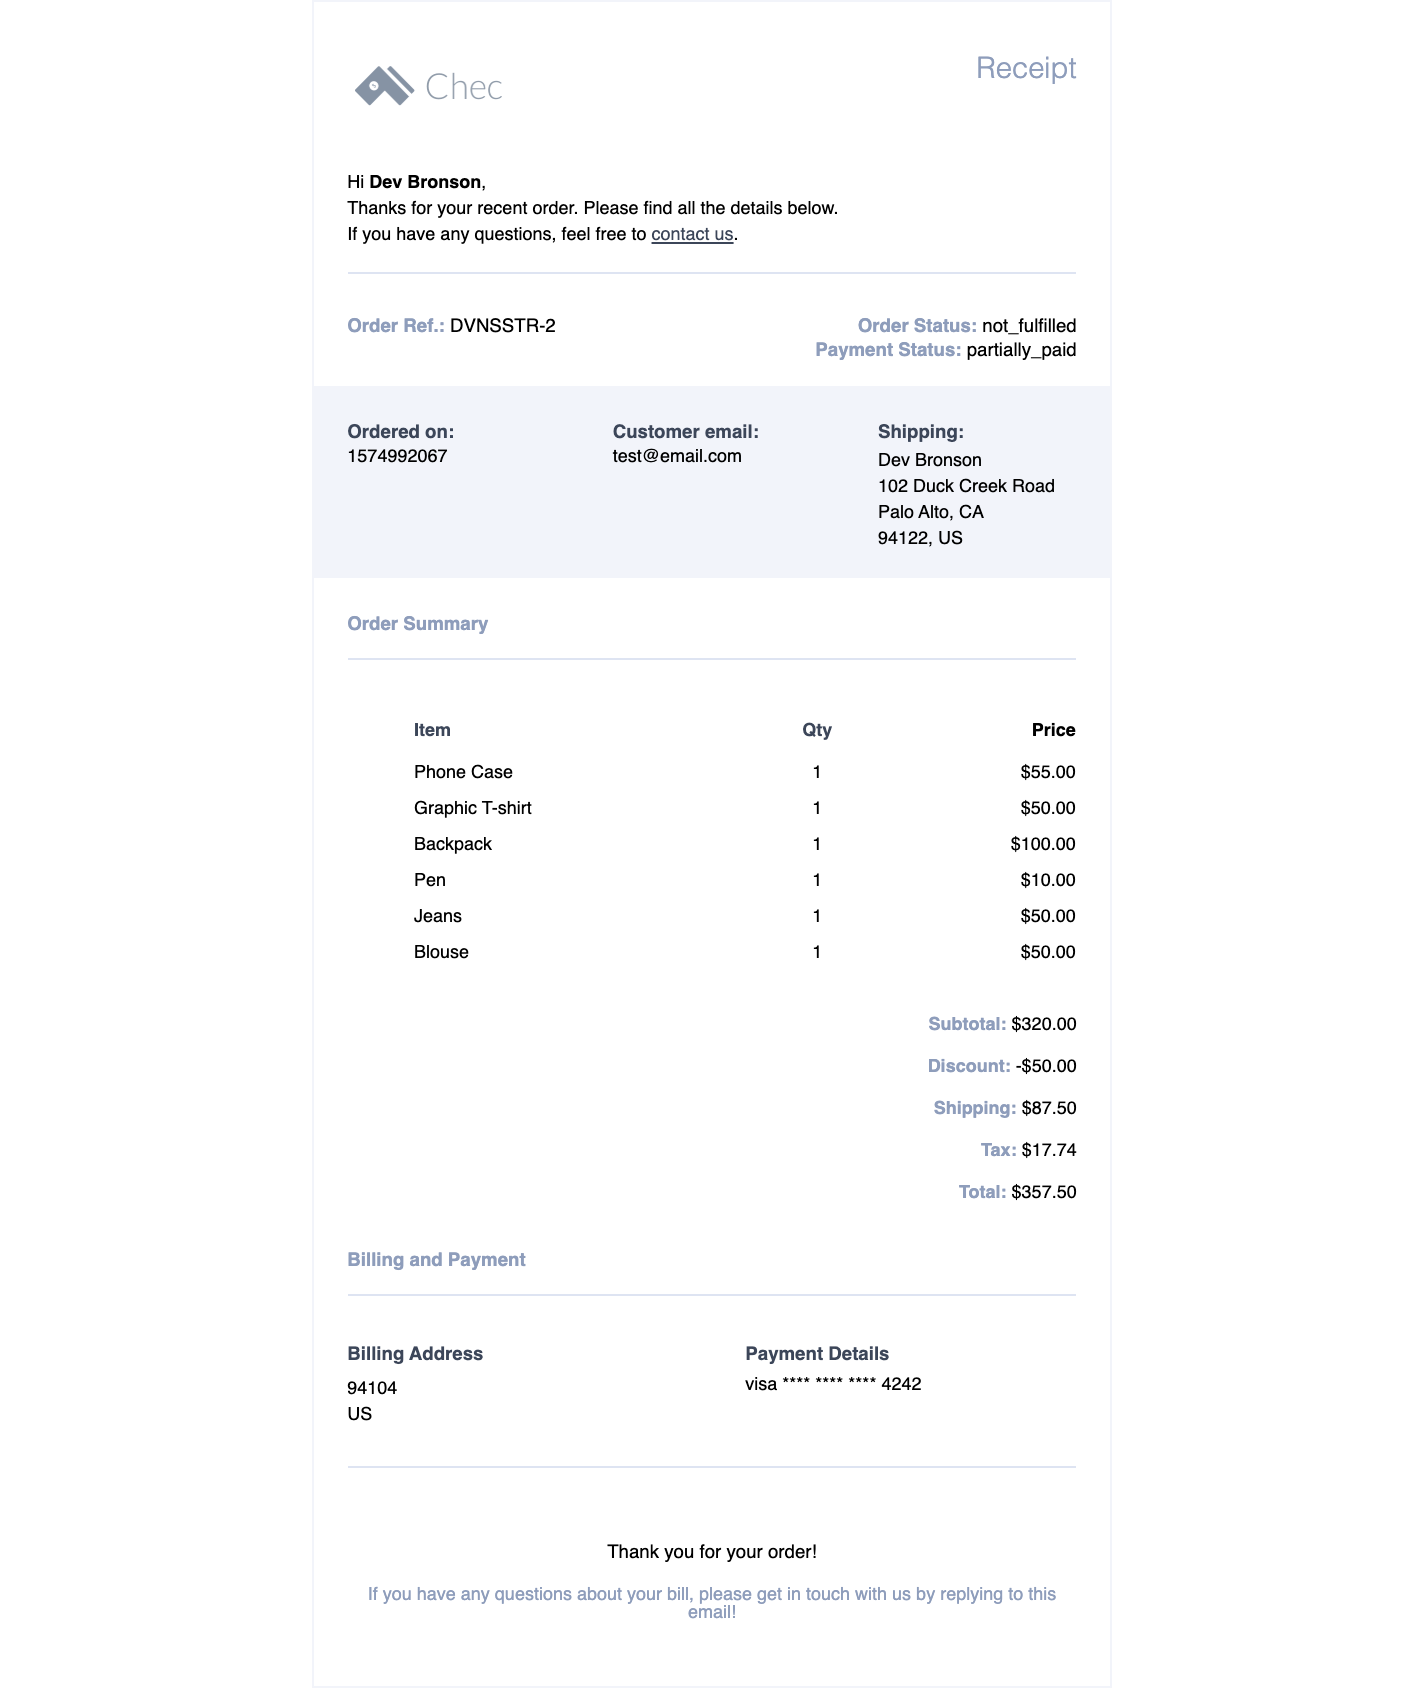 Chec
Receipt
Hi Dev Bronson,
Thanks for your recent order. Please find all the details below.
If you have any questions, feel free to contact us.
Order Ref.: DVNSSTR-2
Order Status: not_fulfilled
Payment Status: partially_paid
Ordered on:
1574992067
Customer email:
test@email.com
Shipping:
Dev Bronson
102 Duck Creek Road
Palo Alto, CA
94122, US
Order Summary
Item Qty Price
Phone Case 1 $55.00
Graphic T-shirt 1 $50.00
Backpack 1 $100.00
Pen 1 $10.00
Jeans 1 $50.00
Blouse 1 $50.00
Subtotal: $320.00
Discount: -$50.00
Shipping: $87.50
Tax: $17.74
Total: $357.50
Billing and Payment
Billing Address
94104
US
Payment Details
visa **** **** **** 4242
Thank you for your order!
If you have any questions about your bill, please get in touch with us by replying to this
email!